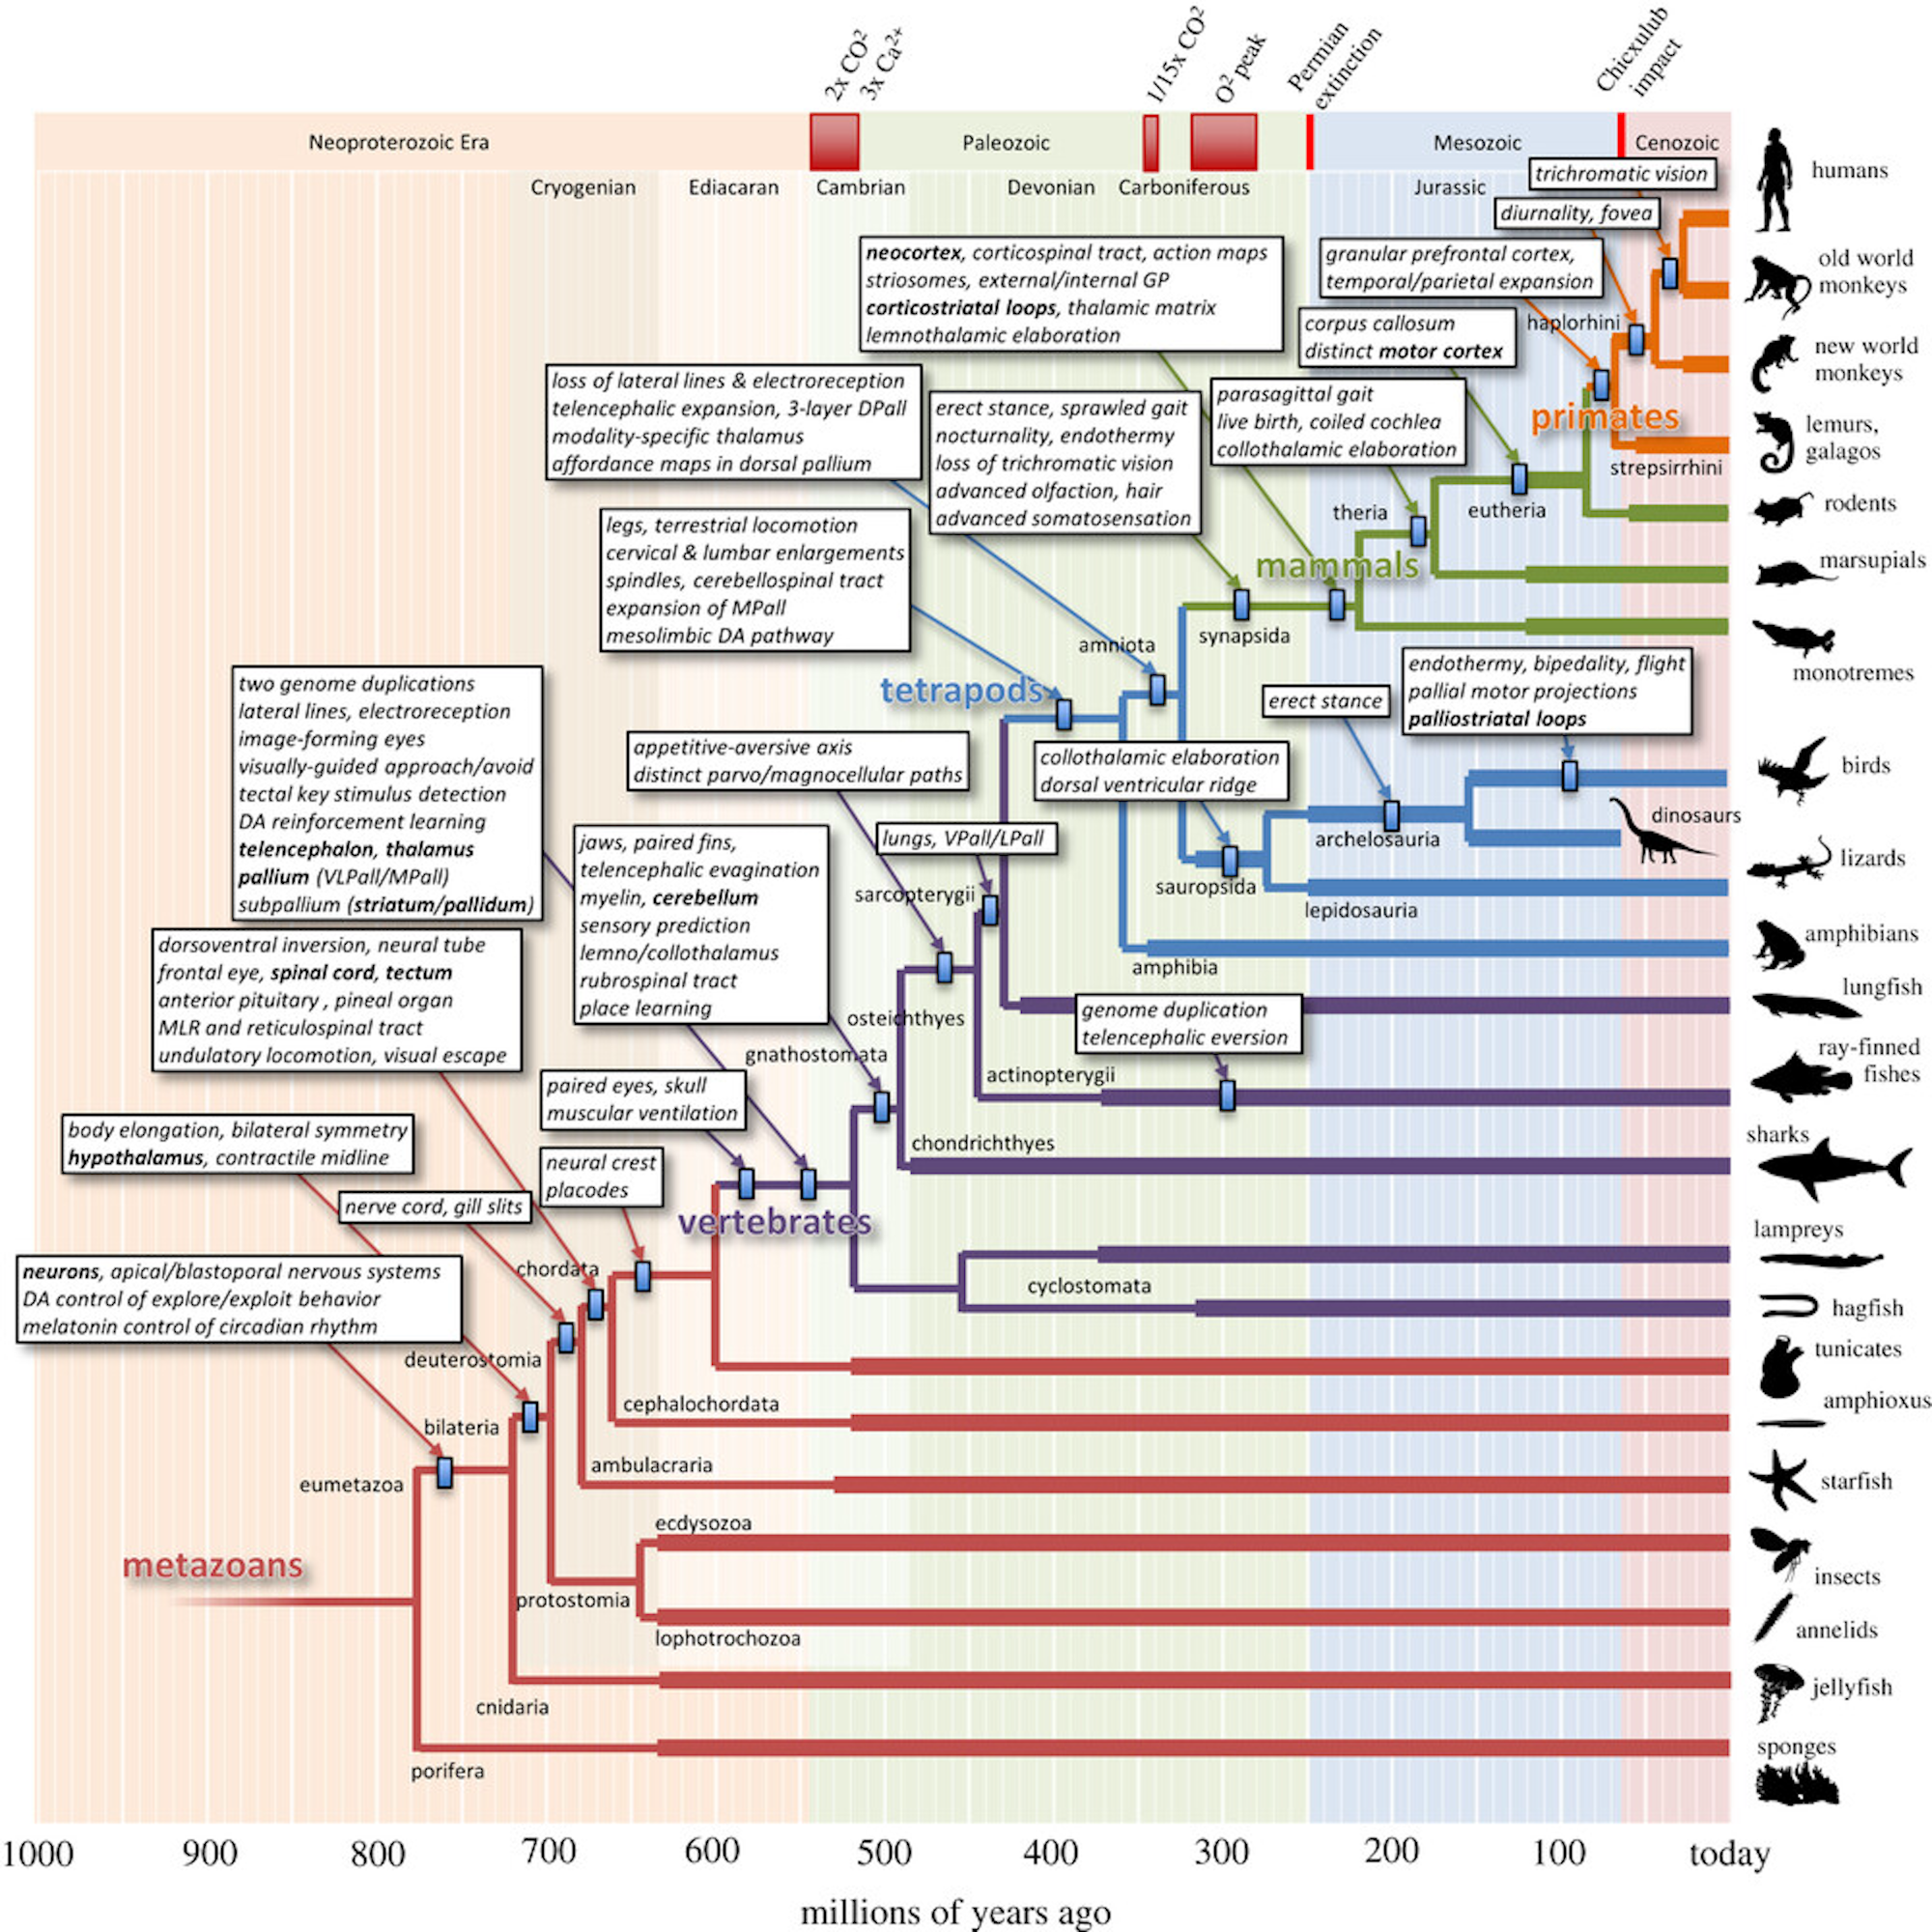 2x CO²
3x Ca²⁺
1/15x CO²
O² peak
Permian
extinction
Chicxulub
impact
Neoproterozoic Era
Paleozoic
Mesozoic
Cenozoic
Cryogenian
Ediacaran
Cambrian
Devonian
Carboniferous
Jurassic
trichromatic vision
diurnality, fovea
granular prefrontal cortex,
temporal/parietal expansion
neocortex, corticospinal tract, action maps
striosomes, external/internal GP
corticostriatal loops, thalamic matrix
lemnothalamic elaboration
corpus callosum
distinct motor cortex
haplorhini
loss of lateral lines & electroreception
telencephalic expansion, 3-layer DPall
modality-specific thalamus
affordance maps in dorsal pallium
erect stance, sprawled gait
nocturnality, endothermy
loss of trichromatic vision
advanced olfaction, hair
advanced somatosensation
parasagittal gait
live birth, coiled cochlea
collothalamic elaboration
primates
strepsirrhini
theria
eutheria
mammals
legs, terrestrial locomotion
cervical & lumbar enlargements
spindles, cerebellospinal tract
expansion of MPall
mesolimbic DA pathway
amniota
synapsida
tetrapods
endothermy, bipedality, flight
pallial motor projections
palliostriatal loops
erect stance
two genome duplications
lateral lines, electroreception
image-forming eyes
visually-guided approach/avoid
tectal key stimulus detection
DA reinforcement learning
telencephalon, thalamus
pallium (VLPall/MPall)
subpallium (striatum/pallidum)
appetitive-aversive axis
distinct parvo/magnocellular paths
collothalamic elaboration
dorsal ventricular ridge
lungs, VPall/LPall
archelosauria
sauropsida
lepidosauria
sarcopterygii
jaws, paired fins,
telencephalic evagination
myelin, cerebellum
sensory prediction
lemno/collothalamus
rubrospinal tract
place learning
amphibia
dorsoventral inversion, neural tube
frontal eye, spinal cord, tectum
anterior pituitary , pineal organ
MLR and reticulospinal tract
undulatory locomotion, visual escape
osteichthyes
genome duplication
telencephalic eversion
gnathostomata
actinopterygii
paired eyes, skull
muscular ventilation
chondrichthyes
body elongation, bilateral symmetry
hypothalamus, contractile midline
neural crest
placodes
nerve cord, gill slits
vertebrates
neurons, apical/blastoporal nervous systems
DA control of explore/exploit behavior
melatonin control of circadian rhythm
chordata
cyclostomata
deuterostomia
cephalochordata
bilateria
ambulacraria
eumetazoa
ecdysozoa
metazoans
protostomia
lophotrochozoa
cnidaria
porifera
humans
old world
monkeys
new world
monkeys
lemurs,
galagos
rodents
marsupials
monotremes
birds
dinosaurs
lizards
amphibians
lungfish
ray-finned
fishes
sharks
lampreys
hagfish
tunicates
amphioxus
starfish
insects
annelids
jellyfish
sponges
1000 900 800 700 600 500 400 300 200 100 today
millions of years ago